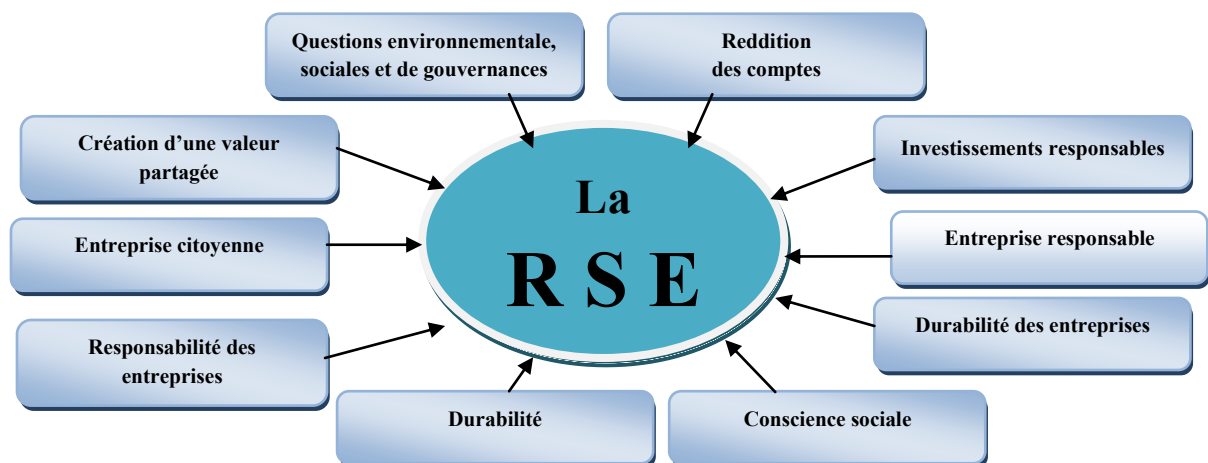 Questions environnementale,
sociales et de gouvernances
Reddition
des comptes
Création d’une valeur
partagée
Investissements responsables
La
R S E
Entreprise citoyenne
Entreprise responsable
Responsabilité des
entreprises
Durabilité des entreprises
Durabilité
Conscience sociale